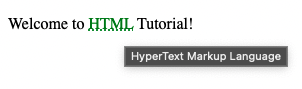 Welcome to HTML Tutorial!
HyperText Markup Language